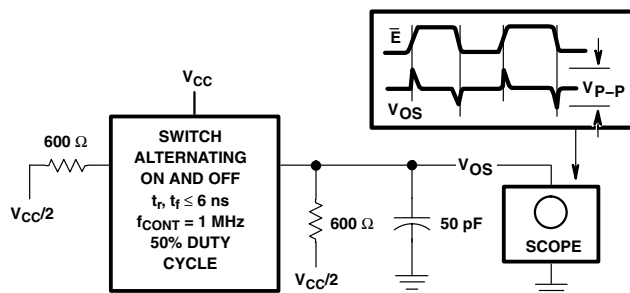 E
V_OS
V_P–P
V_CC
600 Ω
V_CC/2
SWITCH
ALTERNATING
ON AND OFF
t_r, t_f ≤ 6 ns
f_CONT = 1 MHz
50% DUTY
CYCLE
600 Ω
V_CC/2
50 pF
V_OS
SCOPE